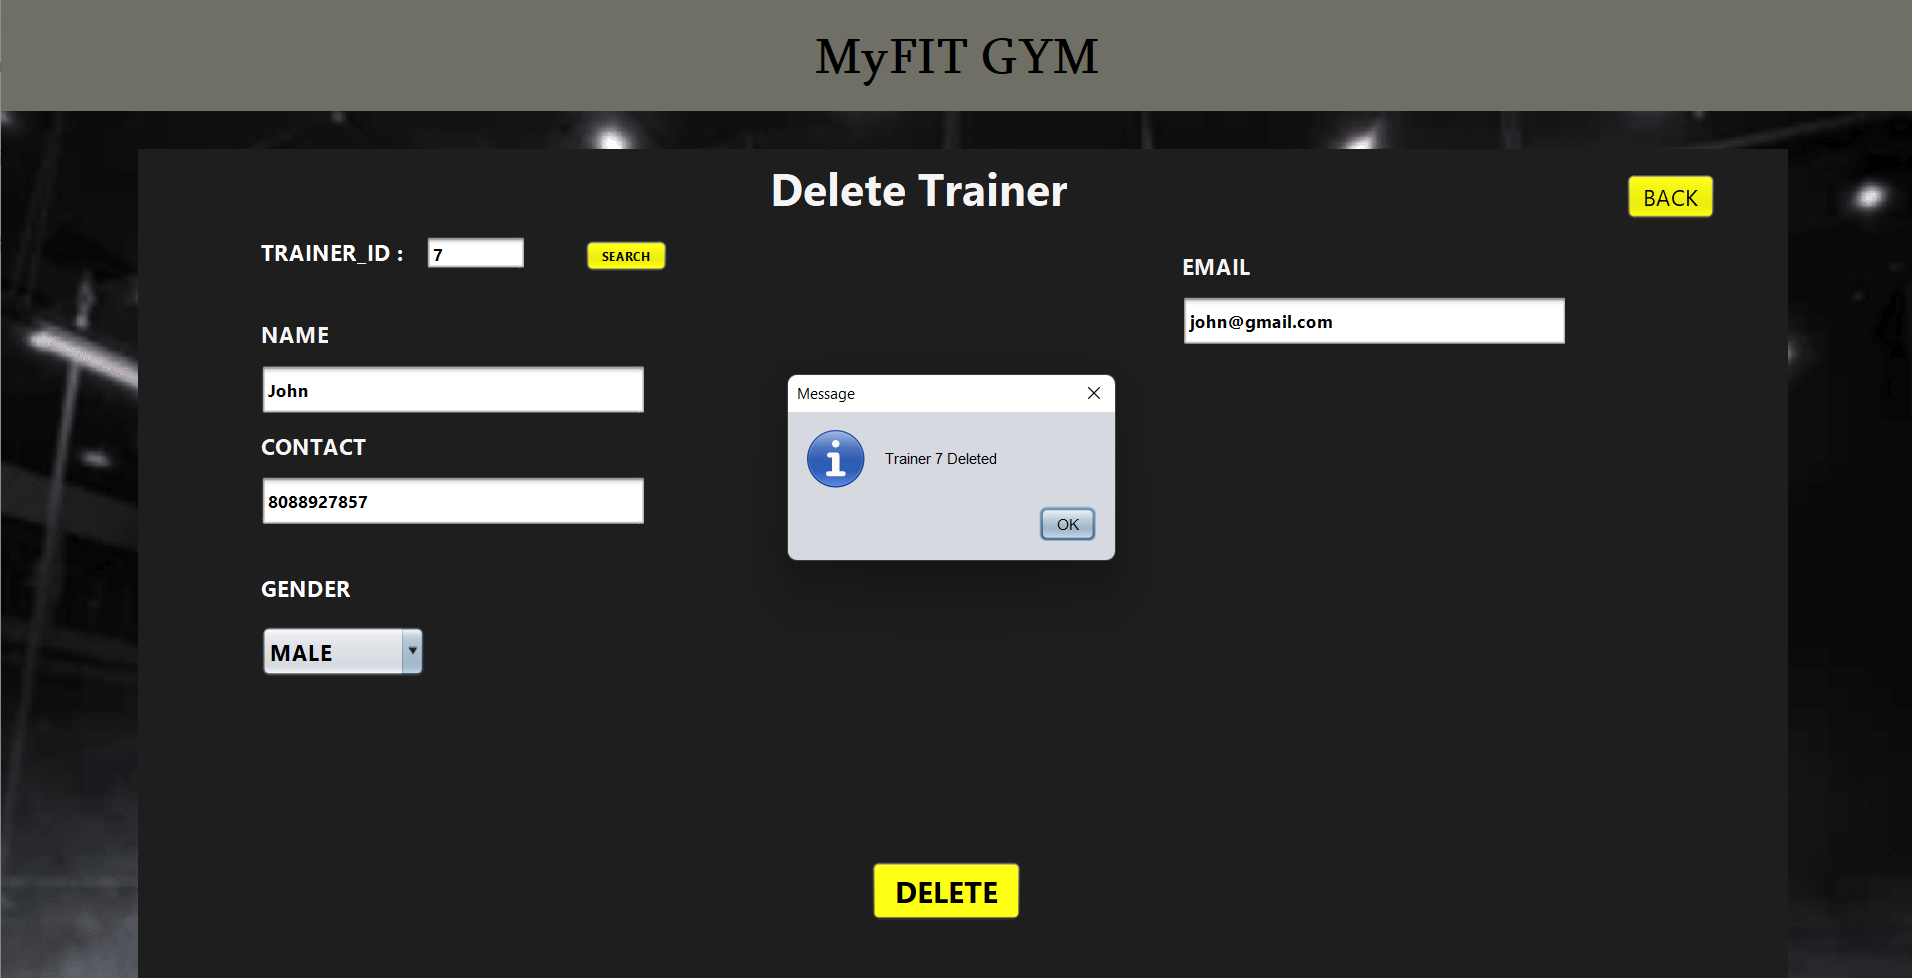 MyFIT GYM
Delete Trainer
BACK
TRAINER_ID :
7
SEARCH
EMAIL
john@gmail.com
NAME
John
CONTACT
8088927857
GENDER
MALE
Message
Trainer 7 Deleted
OK
DELETE